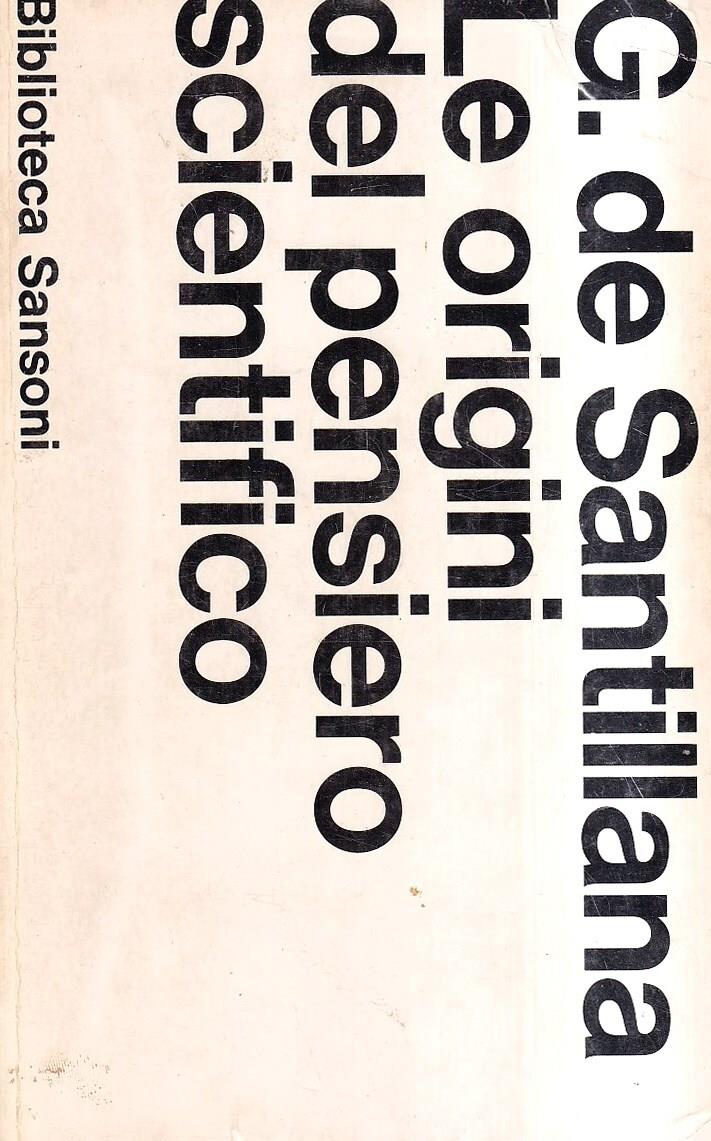 G. de Santillana
Le origini
del pensiero
scientifico
Biblioteca Sansoni